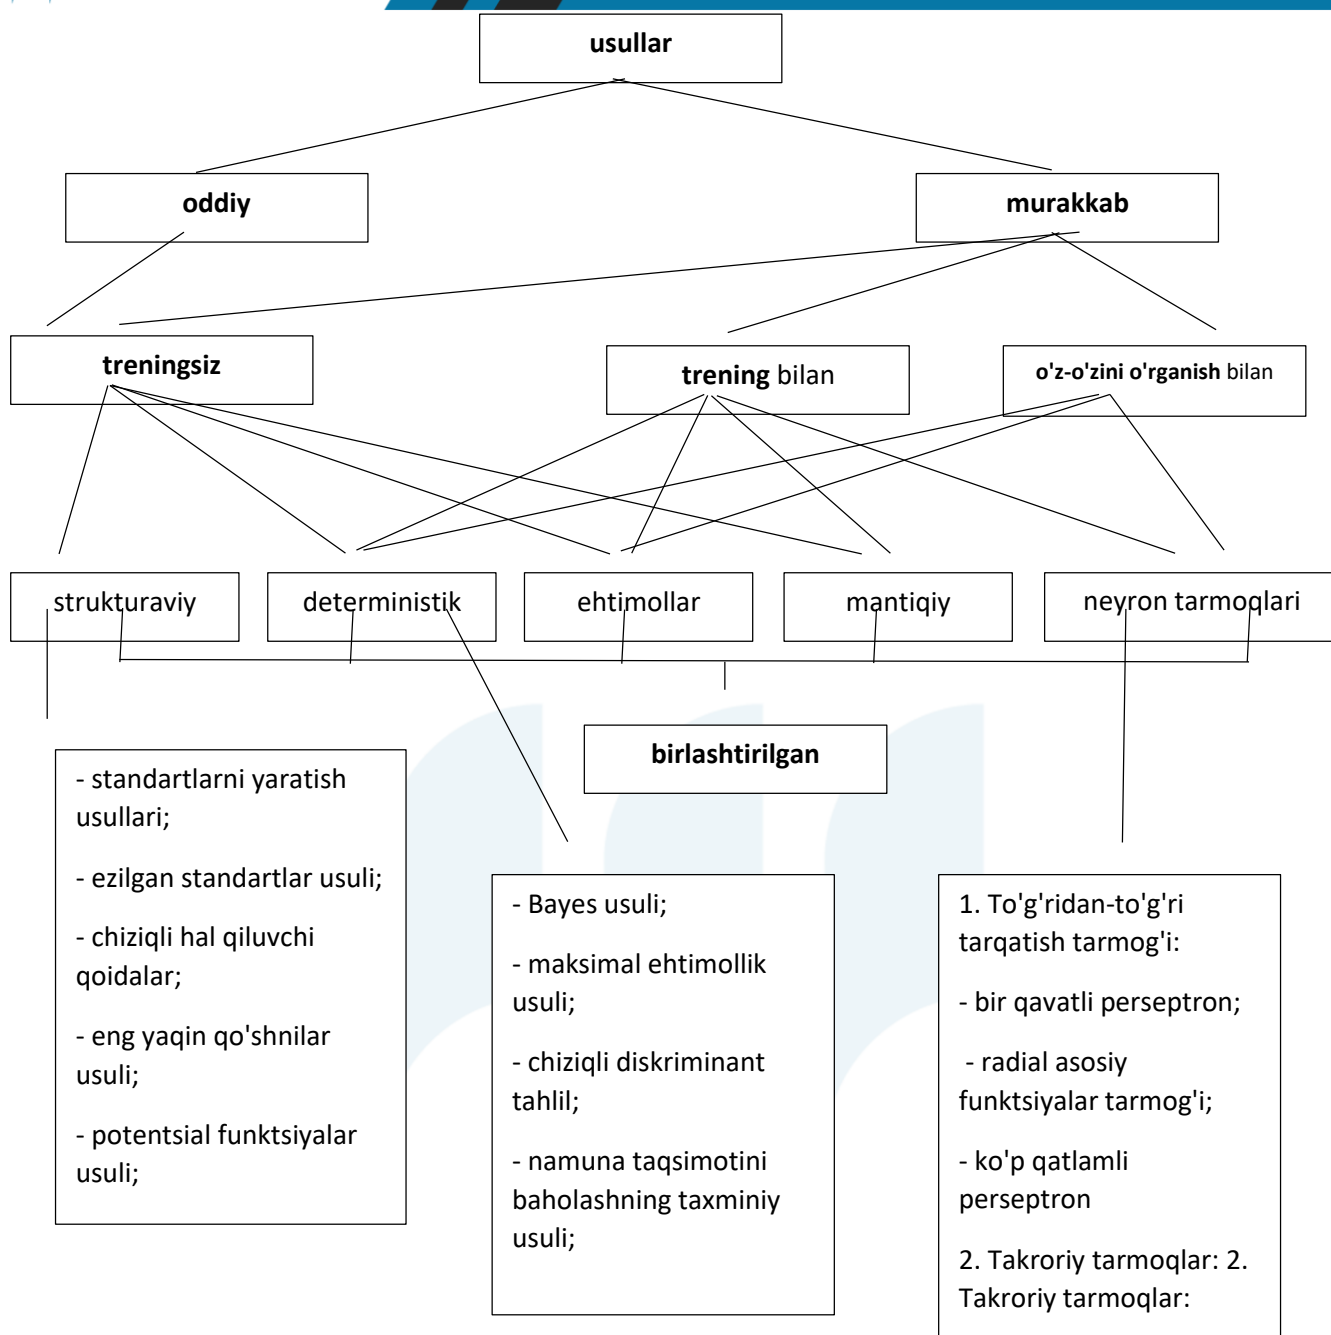 usullar
oddiy
murakkab
treningsiz
trening bilan
o'z-o'zini o'rganish bilan
strukturaviy
deterministik
ehtimollar
mantiqiy
neyron tarmoqlari
birlashtirilgan
- standartlarni yaratish
usullari;
- ezilgan standartlar usuli;
- chiziqli hal qiluvchi
qoidalar;
- eng yaqin qo'shnilar
usuli;
- potentsial funktsiyalar
usuli;
- Bayes usuli;
- maksimal ehtimollik
usuli;
- chiziqli diskriminant
tahlil;
- namuna taqsimotini
baholashning taxminiy
usuli;
1. To'g'ridan-to'g'ri
tarqatish tarmog'i:
- bir qavatli perseptron;
- radial asosiy
funktsiyalar tarmog'i;
- ko'p qatlamli
perseptron
2. Takroriy tarmoqlar: 2.
Takroriy tarmoqlar: